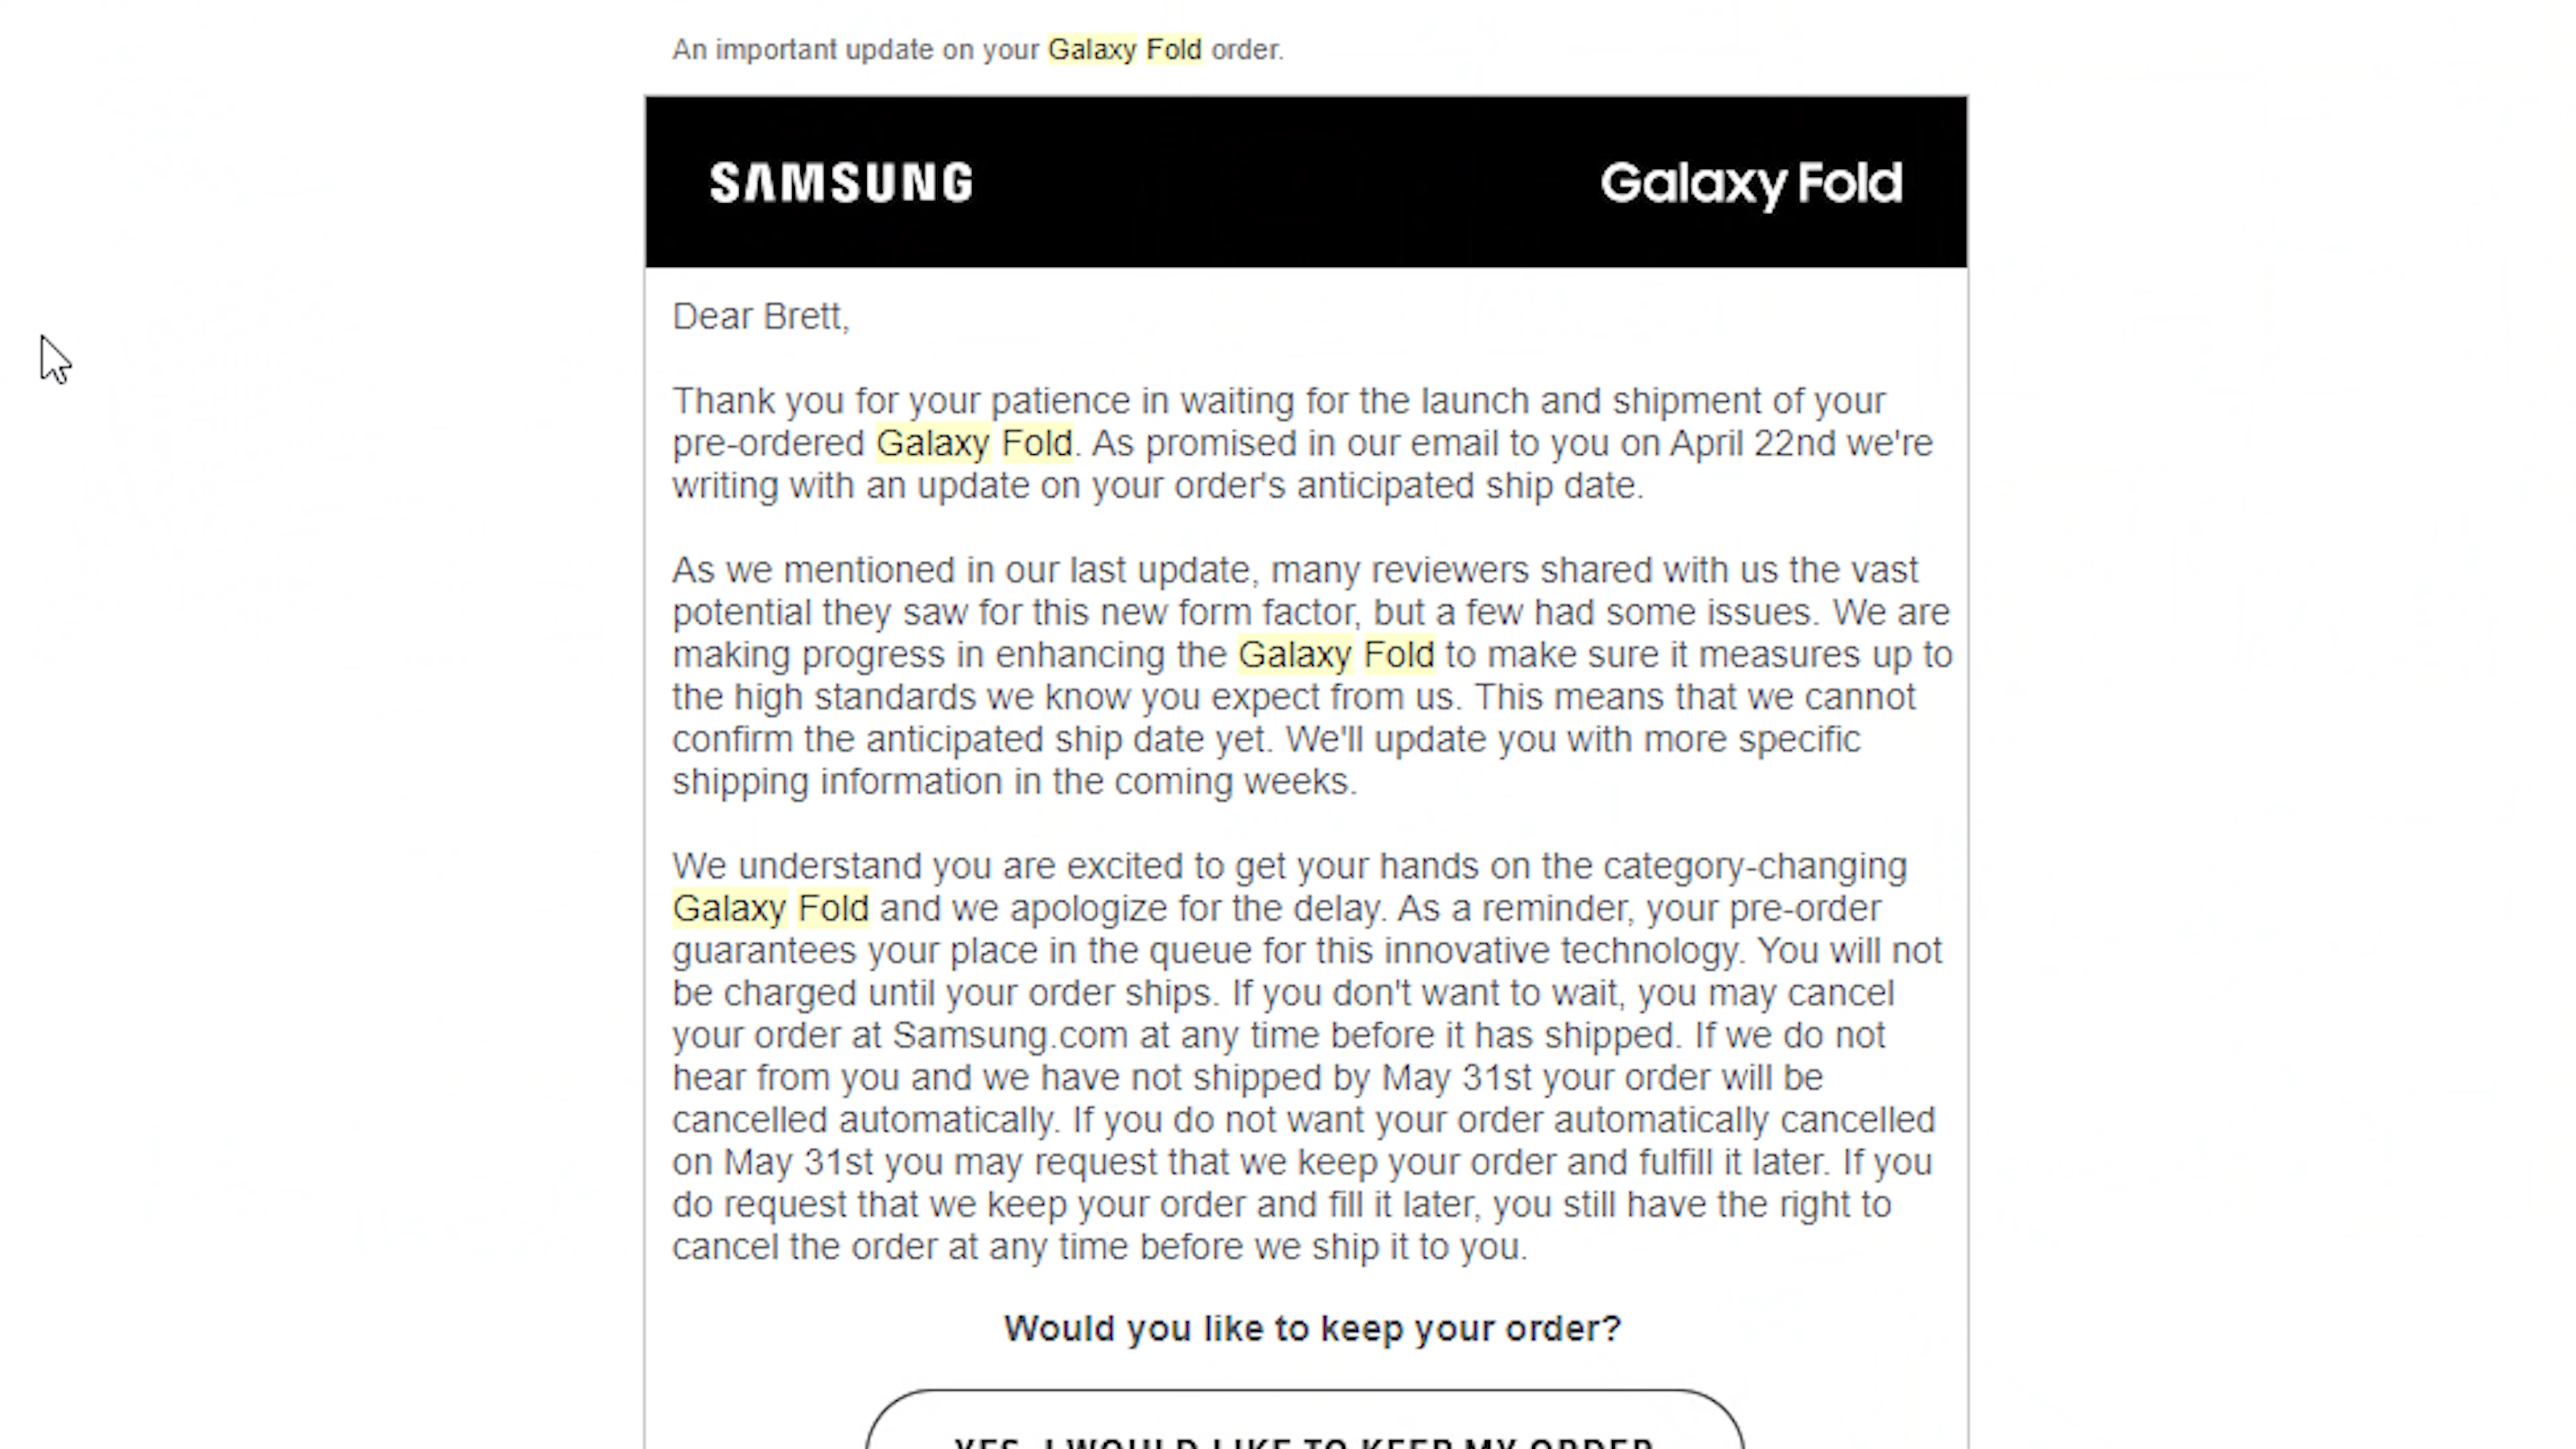 An important update on your Galaxy Fold order.
SAMSUNG
Galaxy Fold
Dear Brett,
Thank you for your patience in waiting for the launch and shipment of your
pre-ordered Galaxy Fold. As promised in our email to you on April 22nd we're
writing with an update on your order's anticipated ship date.
As we mentioned in our last update, many reviewers shared with us the vast
potential they saw for this new form factor, but a few had some issues. We are
making progress in enhancing the Galaxy Fold to make sure it measures up to
the high standards we know you expect from us. This means that we cannot
confirm the anticipated ship date yet. We'll update you with more specific
shipping information in the coming weeks.
We understand you are excited to get your hands on the category-changing
Galaxy Fold and we apologize for the delay. As a reminder, your pre-order
guarantees your place in the queue for this innovative technology. You will not
be charged until your order ships. If you don't want to wait, you may cancel
your order at Samsung.com at any time before it has shipped. If we do not
hear from you and we have not shipped by May 31st your order will be
cancelled automatically. If you do not want your order automatically cancelled
on May 31st you may request that we keep your order and fulfill it later. If you
do request that we keep your order and fill it later, you still have the right to
cancel the order at any time before we ship it to you.
Would you like to keep your order?
YES, I WOULD LIKE TO KEEP MY ORDER